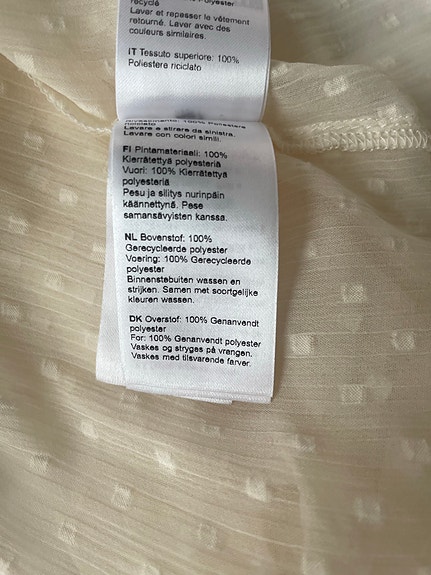 recyclé
Laver et repasser le vêtement
retourné. Laver avec des
couleurs similaires.
IT Tessuto superiore: 100%
Poliestere riciclato
riciclato
Lavare e stirare da sinistra.
Lavare con colori simili.
FI Pintamateriaali: 100%
Kierrätettyä polyesteriä
Vuori: 100% Kierrätettyä
polyesteriä
Pesu ja silitys nurinpäin
käännettynä. Pese
samansävyisten kanssa.
NL Bovenstof: 100%
Gerecycleerde polyester
Voering: 100% Gerecycleerde
polyester
Binnenstebuiten wassen en
strijken. Samen met soortgelijke
kleuren wassen.
DK Overstof: 100% Genanvendt
polyester
For: 100% Genanvendt polyester
Vaskes og stryges på vrangen.
Vaskes med tilsvarende farver.